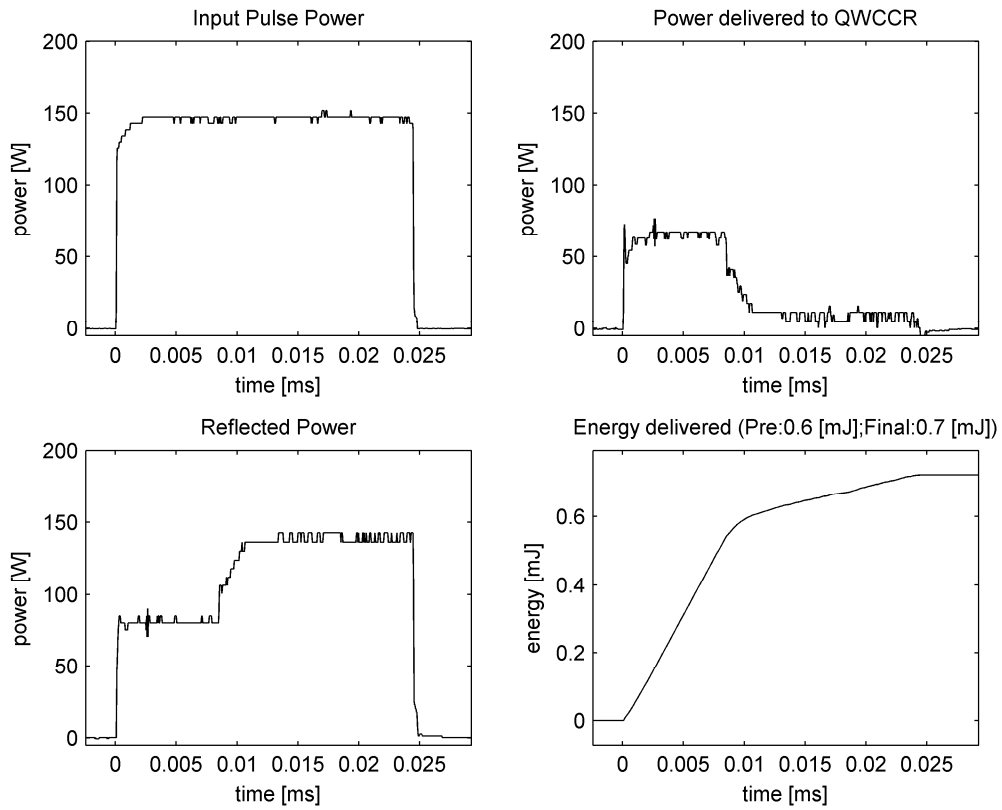 Input Pulse Power
power [W]
200
150
100
50
0
0 0.005 0.01 0.015 0.02 0.025
time [ms]
Power delivered to QWCCR
power [W]
200
150
100
50
0
0 0.005 0.01 0.015 0.02 0.025
time [ms]
Reflected Power
power [W]
200
150
100
50
0
0 0.005 0.01 0.015 0.02 0.025
time [ms]
Energy delivered (Pre:0.6 [mJ];Final:0.7 [mJ])
energy [mJ]
0.6
0.4
0.2
0
0 0.005 0.01 0.015 0.02 0.025
time [ms]